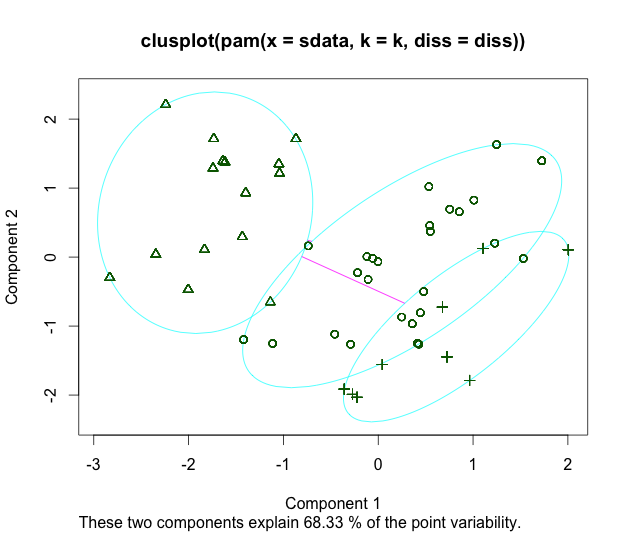 clusplot(pam(x = sdata, k = k, diss = diss))
Component 2
2
1
0
-1
-2
-3 -2 -1 0 1 2
Component 1
These two components explain 68.33 % of the point variability.